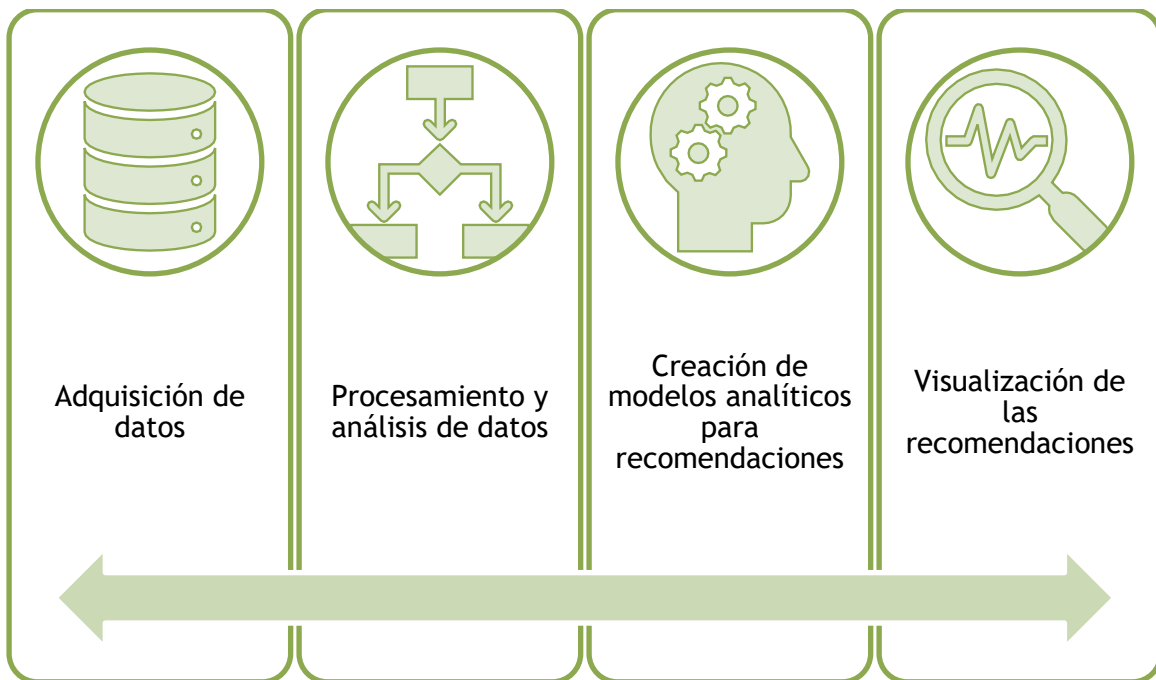 Adquisición de
datos
Procesamiento y
análisis de datos
Creación de
modelos analíticos
para
recomendaciones
Visualización de
las
recomendaciones